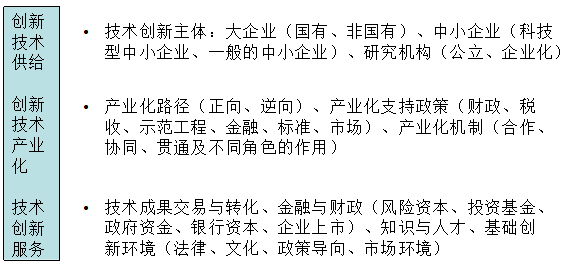 创新
技术
供给
• 技术创新主体：大企业（国有、非国有）、中小企业（科技
型中小企业、一般的中小企业）、研究机构（公立、企业化）
创新
技术
产业
化
• 产业化路径（正向、逆向）、产业化支持政策（财政、税
收、示范工程、金融、标准、市场）、产业化机制（合作、
协同、贯通及不同角色的作用）
技术
创新
服务
• 技术成果交易与转化、金融与财政（风险资本、投资基金、
政府资金、银行资本、企业上市）、知识与人才、基础创
新环境（法律、文化、政策导向、市场环境）